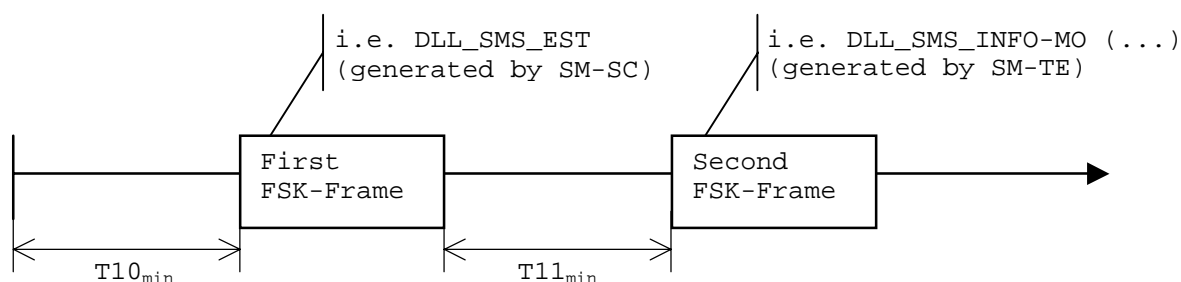 i.e. DLL_SMS_EST
(generated by SM-SC)
i.e. DLL_SMS_INFO-MO (...)
(generated by SM-TE)
First
FSK-Frame
Second
FSK-Frame
T10min
T11min